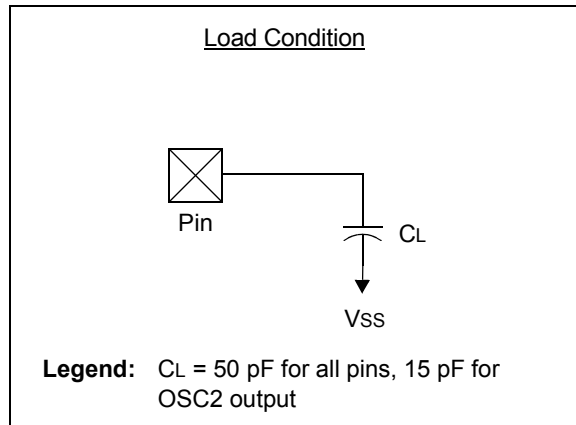 Load Condition
Pin
CL
VSS
Legend: CL = 50 pF for all pins, 15 pF for
OSC2 output